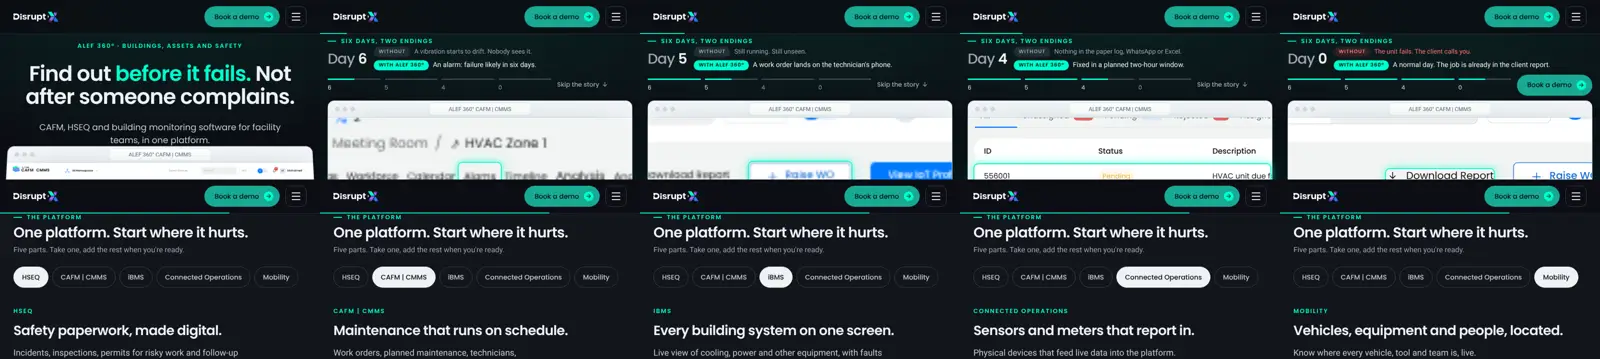 Disrupt-X
Book a demo
ALEF 360° · BUILDINGS, ASSETS AND SAFETY
Find out before it fails. Not
after someone complains.
CAFM, HSEQ and building monitoring software for facility
teams, in one platform.
ALEF 360° CAFM | CMMS
CAFM | CMMS
Disrupt-X
Book a demo
SIX DAYS, TWO ENDINGS
Day 6
WITHOUT A vibration starts to drift. Nobody sees it.
WITH ALEF 360° An alarm: failure likely in six days.
6 5 4 0
Skip the story ↓
ALEF 360° CAFM | CMMS
Meeting Room / HVAC Zone 1
Workforce Calendar Alarms Timeline Analysis
Disrupt-X
Book a demo
SIX DAYS, TWO ENDINGS
Day 5
WITHOUT Still running. Still unseen.
WITH ALEF 360° A work order lands on the technician's phone.
6 5 4 0
Skip the story ↓
ALEF 360° CAFM | CMMS
ownload Report
+ Raise WO
View IoT Prof
Disrupt-X
Book a demo
SIX DAYS, TWO ENDINGS
Day 4
WITHOUT Nothing in the paper log, WhatsApp or Excel.
WITH ALEF 360° Fixed in a planned two-hour window.
6 5 4 0
Skip the story ↓
ALEF 360° CAFM | CMMS
ID Status Description
556001 Pending HVAC unit due f
Disrupt-X
Book a demo
SIX DAYS, TWO ENDINGS
Day 0
WITHOUT The unit fails. The client calls you.
WITH ALEF 360° A normal day. The job is already in the client report.
6 5 4 0
Book a demo
ALEF 360° CAFM | CMMS
↓ Download Report
+ Raise WO
Disrupt-X
Book a demo
THE PLATFORM
One platform. Start where it hurts.
Five parts. Take one, add the rest when you're ready.
HSEQ CAFM | CMMS iBMS Connected Operations Mobility
HSEQ
Safety paperwork, made digital.
Incidents, inspections, permits for risky work and follow-up
Disrupt-X
Book a demo
THE PLATFORM
One platform. Start where it hurts.
Five parts. Take one, add the rest when you're ready.
HSEQ CAFM | CMMS iBMS Connected Operations Mobility
CAFM | CMMS
Maintenance that runs on schedule.
Work orders, planned maintenance, technicians,
Disrupt-X
Book a demo
THE PLATFORM
One platform. Start where it hurts.
Five parts. Take one, add the rest when you're ready.
HSEQ CAFM | CMMS iBMS Connected Operations Mobility
IBMS
Every building system on one screen.
Live view of cooling, power and other equipment, with faults
Disrupt-X
Book a demo
THE PLATFORM
One platform. Start where it hurts.
Five parts. Take one, add the rest when you're ready.
HSEQ CAFM | CMMS iBMS Connected Operations Mobility
CONNECTED OPERATIONS
Sensors and meters that report in.
Physical devices that feed live data into the platform.
Disrupt-X
Book a demo
THE PLATFORM
One platform. Start where it hurts.
Five parts. Take one, add the rest when you're ready.
HSEQ CAFM | CMMS iBMS Connected Operations Mobility
MOBILITY
Vehicles, equipment and people, located.
Know where every vehicle, tool and team is, live.